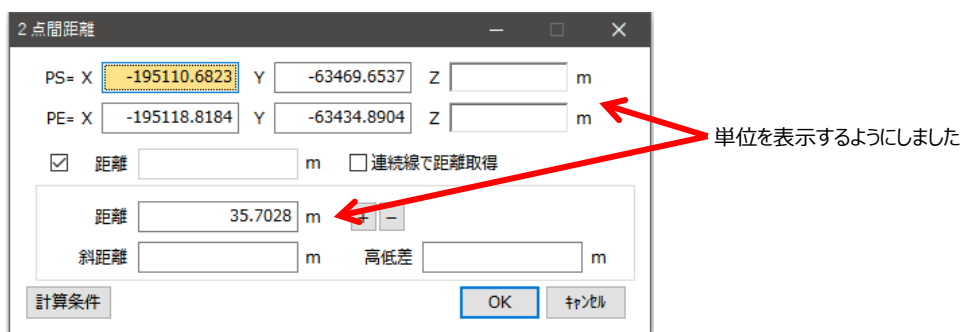 2点間距離
PS= X -195110.6823 Y -63469.6537 Z m
PE= X -195118.8184 Y -63434.8904 Z m
単位を表示するようにしました
距離 m 連続線で距離取得
距離 35.7028 m + -
斜距離 m 高低差 m
計算条件 OK ｷｬﾝｾﾙ